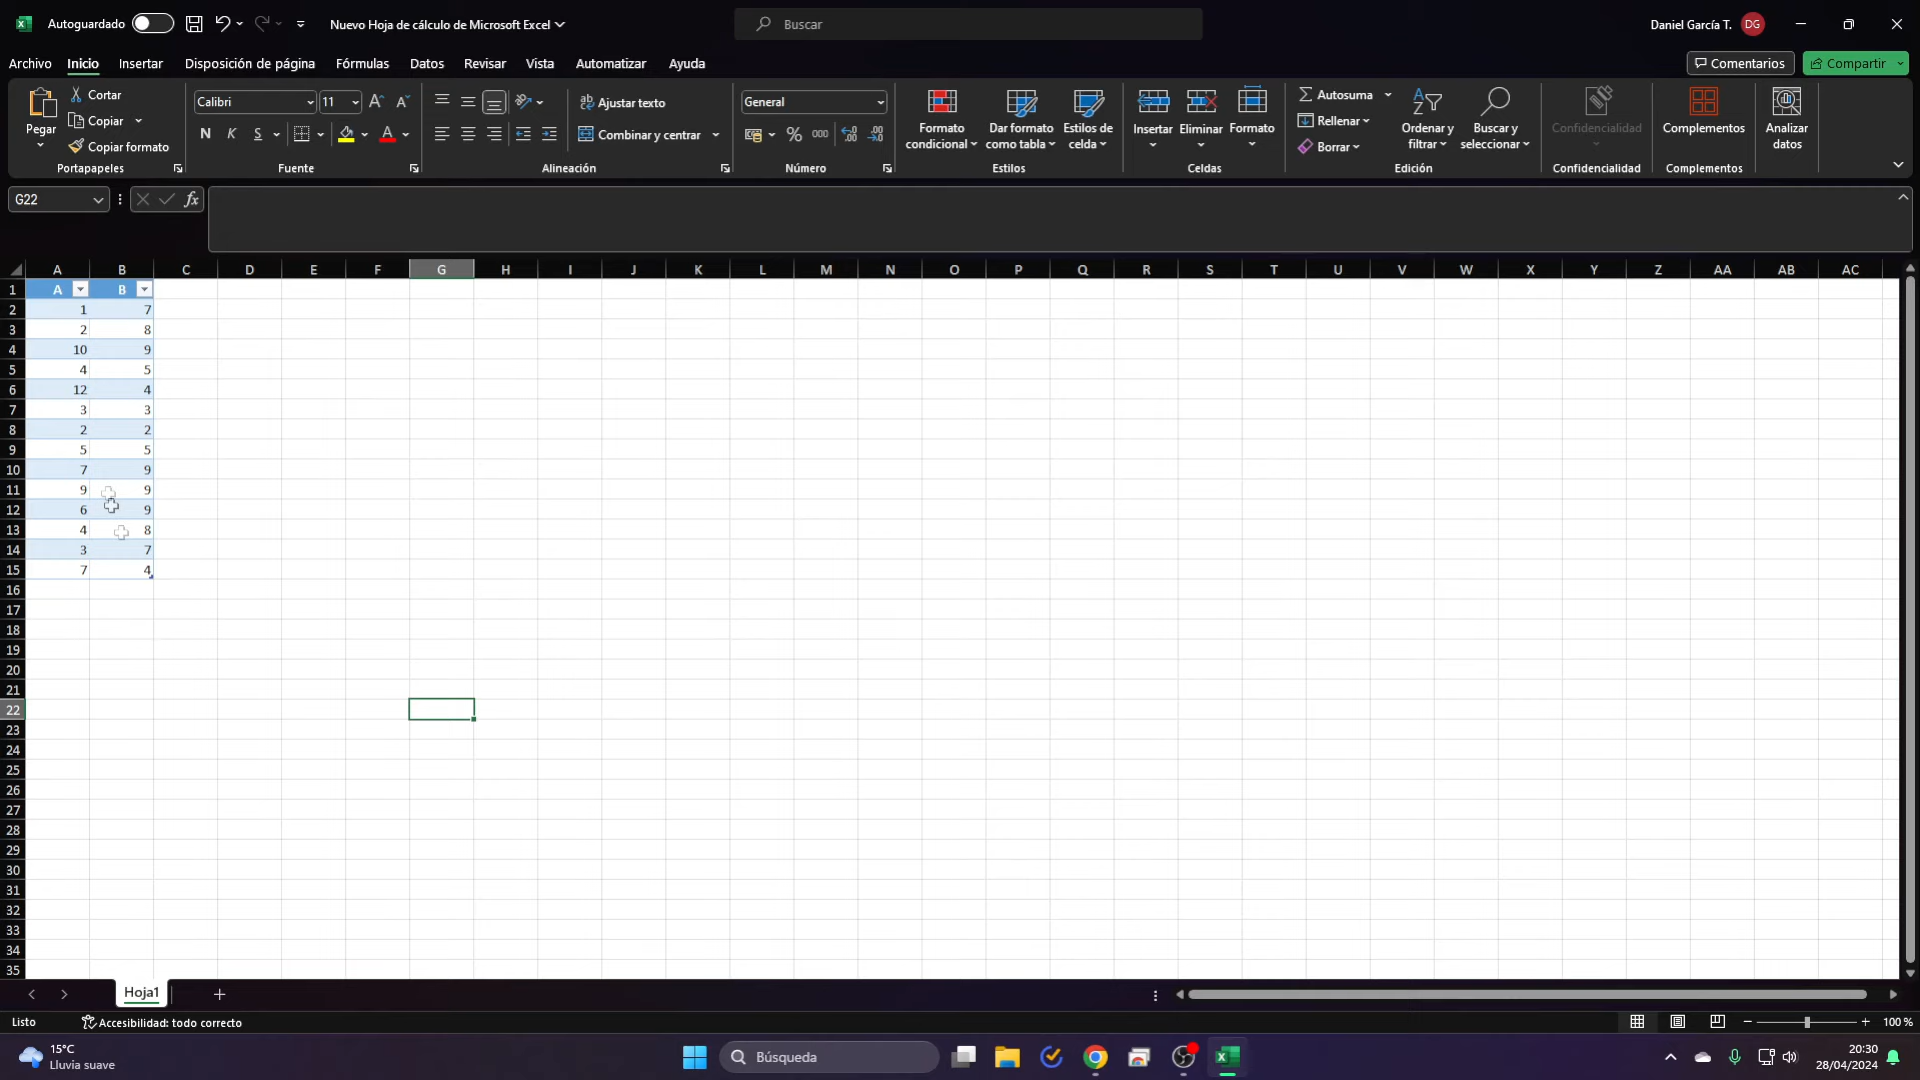 Autoguardado
Nuevo Hoja de cálculo de Microsoft Excel
Buscar
Daniel García T.
DG
Archivo Inicio Insertar Disposición de página Fórmulas Datos Revisar Vista Automatizar Ayuda
Comentarios
Compartir
Pegar
Cortar
Copiar
Copiar formato
Portapapeles
Calibri
11
N K S
Fuente
Ajustar texto
Combinar y centrar
Alineación
General
% 000
Número
Formato condicional
Dar formato como tabla
Estilos de celda
Estilos
Insertar
Eliminar
Formato
Celdas
Autosuma
Rellenar
Borrar
Ordenar y filtrar
Buscar y seleccionar
Edición
Confidencialidad
Confidencialidad
Complementos
Complementos
Analizar datos
G22
fx
A B C D E F G H I J K L M N O P Q R S T U V W X Y Z AA AB AC
1 A B
2 1 7
3 2 8
4 10 9
5 4 5
6 12 4
7 3 3
8 2 2
9 5 5
10 7 9
11 9 9
12 6 9
13 4 8
14 3 7
15 7 4
16
17
18
19
20
21
22
23
24
25
26
27
28
29
30
31
32
33
34
35
Hoja1
Listo
Accesibilidad: todo correcto
100 %
15°C
Lluvia suave
Búsqueda
20:30
28/04/2024